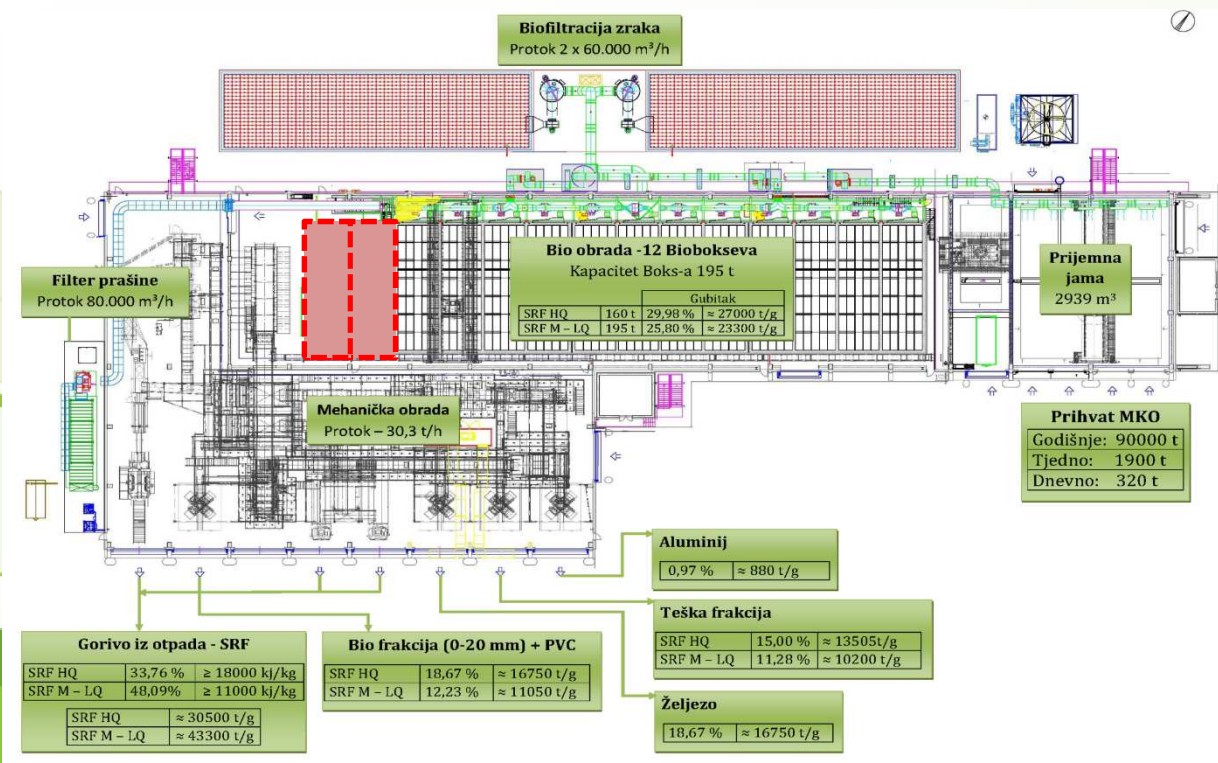 Biofiltracija zraka
Protok 2 x 60.000 m³/h
Bio obrada -12 Biobokseva
Kapacitet Boks-a 195 t
Gubitak
SRF HQ 160 t 29,98 % ≈ 27000 t/g
SRF M – LQ 195 t 25,80 % ≈ 23300 t/g
Prijemna
jama
2939 m³
Filter prašine
Protok 80.000 m³/h
Mehanička obrada
Protok – 30,3 t/h
Prihvat MKO
Godišnje: 90000 t
Tjedno: 1900 t
Dnevno: 320 t
Aluminij
0,97 % ≈ 880 t/g
Teška frakcija
SRF HQ 15,00 % ≈ 13505t/g
SRF M – LQ 11,28 % ≈ 10200 t/g
Željezo
18,67 % ≈ 16750 t/g
Gorivo iz otpada - SRF
SRF HQ 33,76 % ≥ 18000 kj/kg
SRF M – LQ 48,09% ≥ 11000 kj/kg
SRF HQ ≈ 30500 t/g
SRF M – LQ ≈ 43300 t/g
Bio frakcija (0-20 mm) + PVC
SRF HQ 18,67 % ≈ 16750 t/g
SRF M – LQ 12,23 % ≈ 11050 t/g